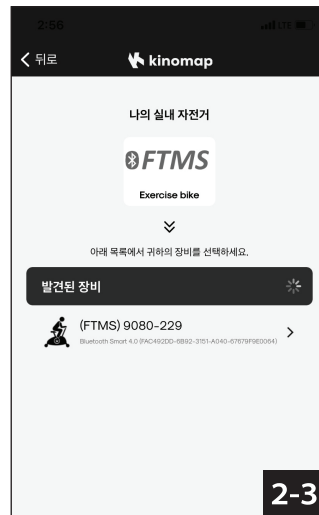 2:56
LTE
뒤로
kinomap
나의 실내 자전거
FTMS
Exercise bike
아래 목록에서 귀하의 장비를 선택하세요.
발견된 장비
(FTMS) 9080-229
Bluetooth Smart 4.0 (FAC492DD-6B92-3151-A040-67679F9E0064)
2-3